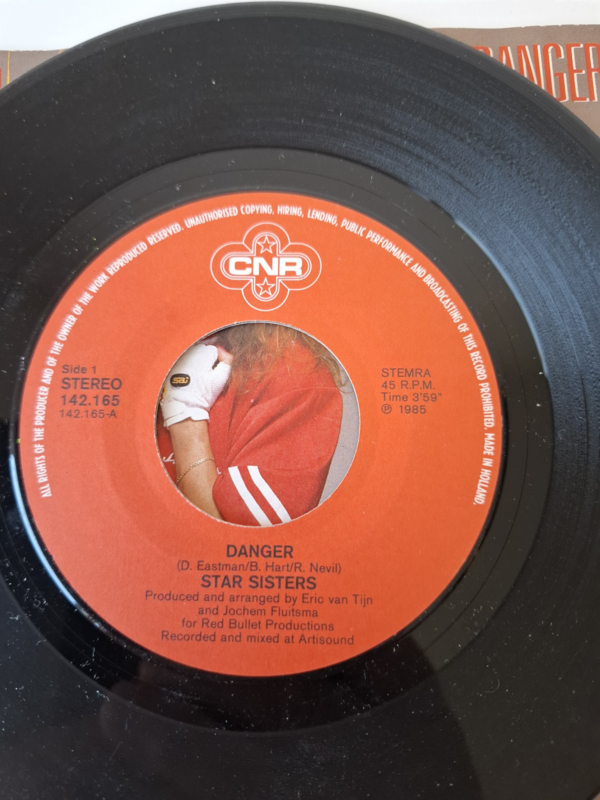 DANGER
ALL RIGHTS OF THE PRODUCER AND OF THE OWNER OF THE WORK REPRODUCED RESERVED. UNAUTHORISED COPYING, HIRING, LENDING, PUBLIC PERFORMANCE AND BROADCASTING OF THIS RECORD PROHIBITED. MADE IN HOLLAND.
CNR
Side 1
STEREO
142.165
142.165-A
STEMRA
45 R.P.M.
Time 3'59"
℗ 1985
DANGER
(D. Eastman/B. Hart/R. Nevil)
STAR SISTERS
Produced and arranged by Eric van Tijn
and Jochem Fluitsma
for Red Bullet Productions
Recorded and mixed at Artisound